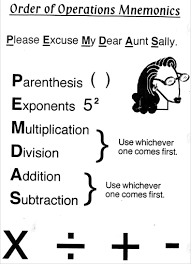 Order of Operations Mnemonics
Please Excuse My Dear Aunt Sally.
Parenthesis ( )
Exponents 5²
Multiplication
Division
Use whichever
one comes first.
Addition
Subtraction
Use whichever
one comes first.
X ÷ + -